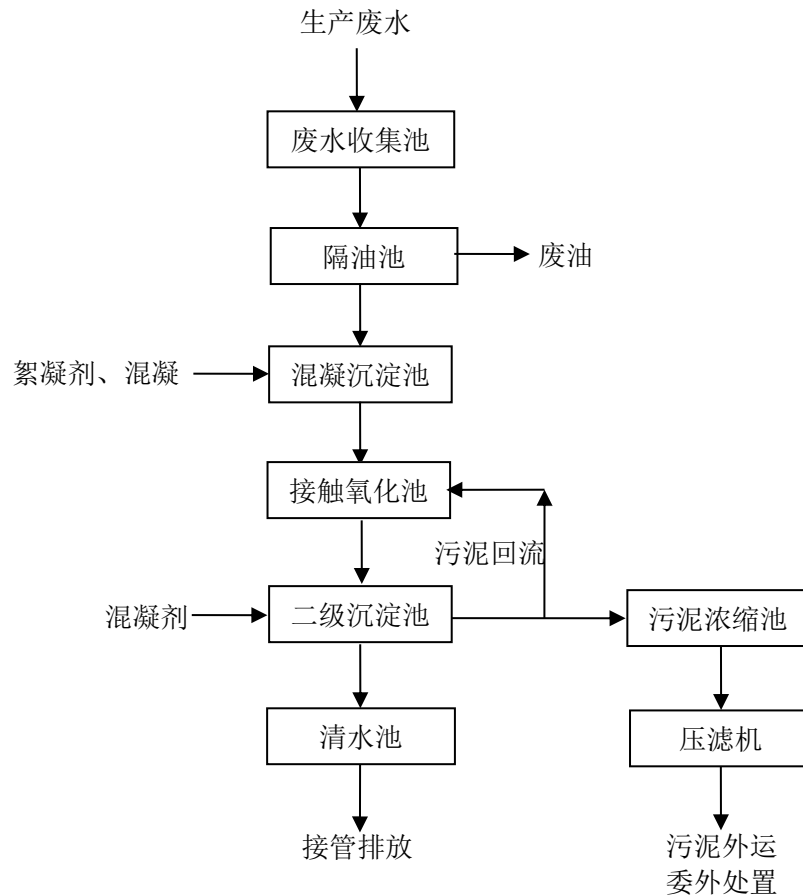 生产废水
废水收集池
隔油池
废油
絮凝剂、混凝
混凝沉淀池
接触氧化池
污泥回流
混凝剂
二级沉淀池
污泥浓缩池
清水池
压滤机
接管排放
污泥外运
委外处置